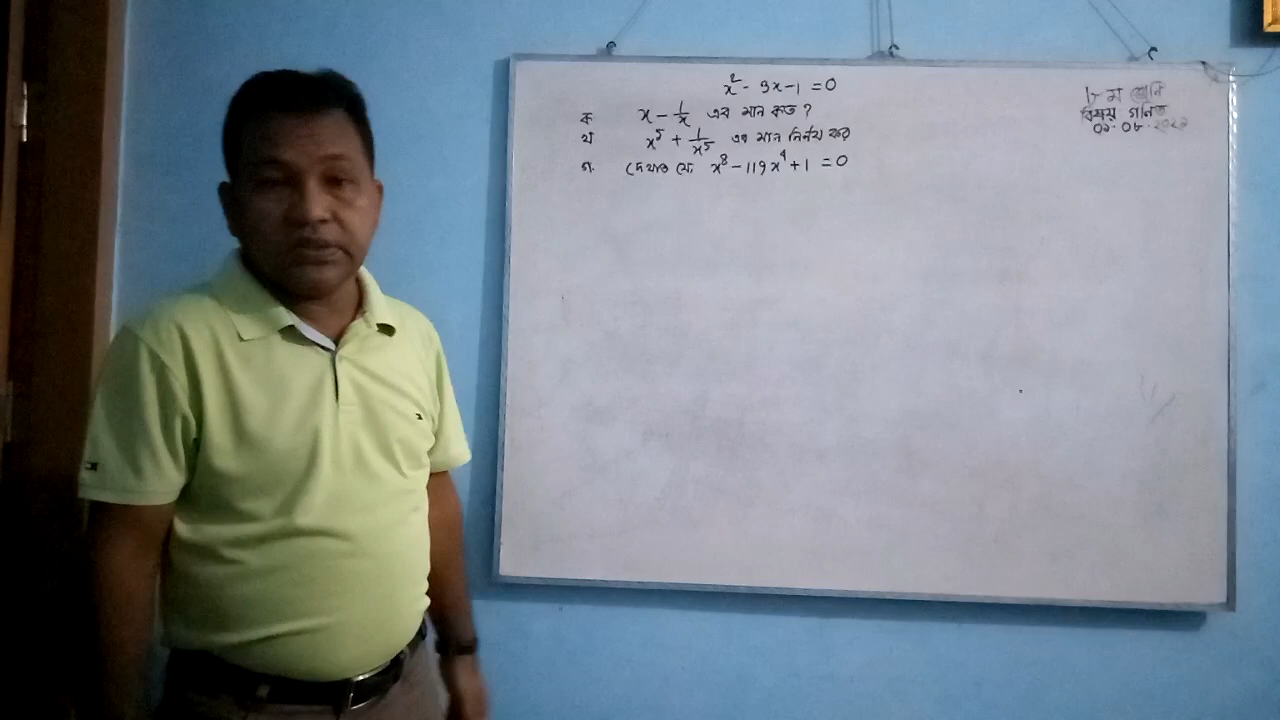 x² - 3x - 1 = 0
ক x - 1/x এর মান কত ?
খ x⁵ + 1/x⁵ এর মান নির্ণয় কর
গ. দেখাও যে, x⁸ - 119x⁴ + 1 = 0
৮ম শ্রেনি
বিষয় গনিত